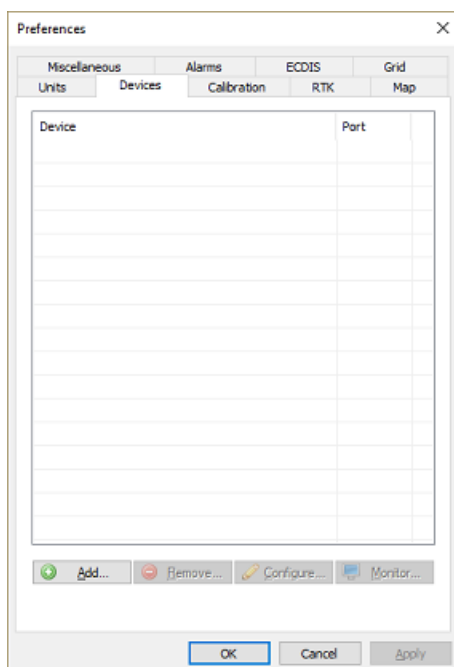 Preferences
Miscellaneous Alarms ECDIS Grid
Units Devices Calibration RTK Map
Device Port
Add... Remove... Configure... Monitor...
OK Cancel Apply